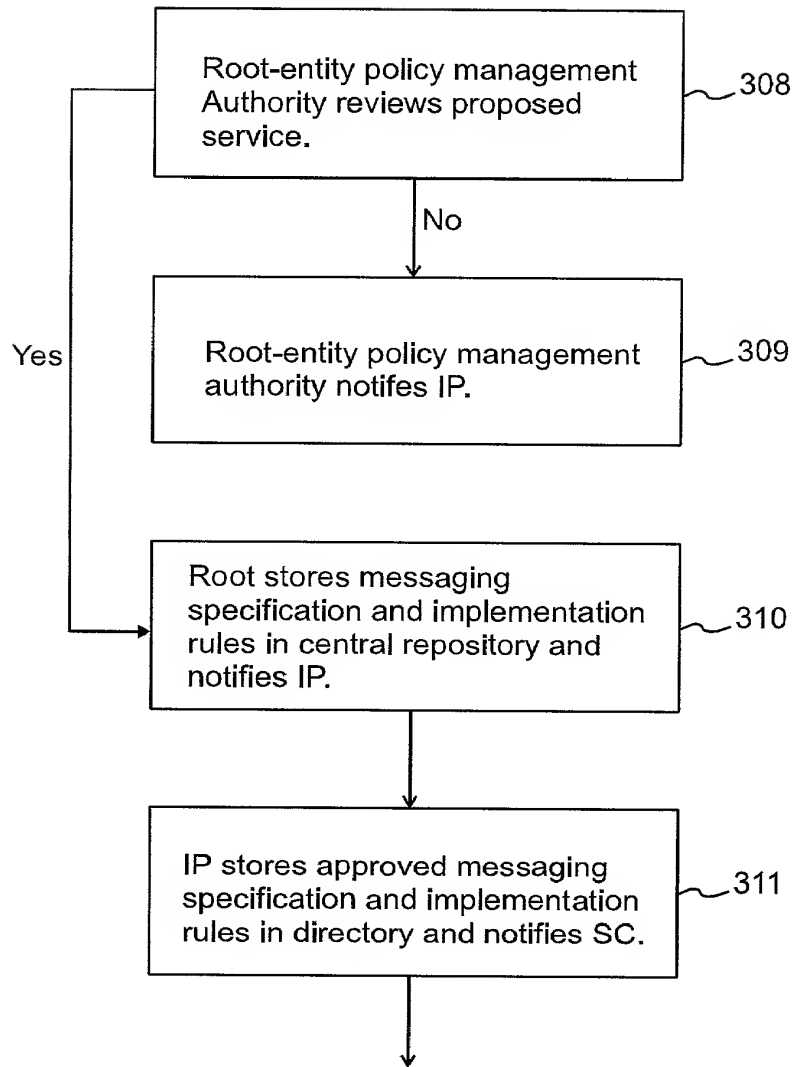 Root-entity policy management
Authority reviews proposed
service.
308
No
Yes
Root-entity policy management
authority notifes IP.
309
Root stores messaging
specification and implementation
rules in central repository and
notifies IP.
310
IP stores approved messaging
specification and implementation
rules in directory and notifies SC.
311